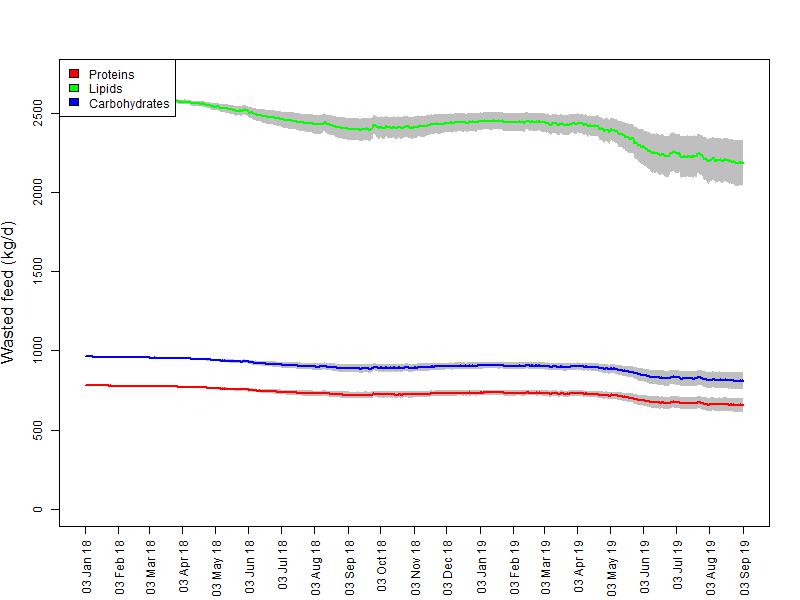 Proteins
Lipids
Carbohydrates
Wasted feed (kg/d)
2500
2000
1500
1000
500
0
03 Jan 18
03 Feb 18
03 Mar 18
03 Apr 18
03 May 18
03 Jun 18
03 Jul 18
03 Aug 18
03 Sep 18
03 Oct 18
03 Nov 18
03 Dec 18
03 Jan 19
03 Feb 19
03 Mar 19
03 Apr 19
03 May 19
03 Jun 19
03 Jul 19
03 Aug 19
03 Sep 19